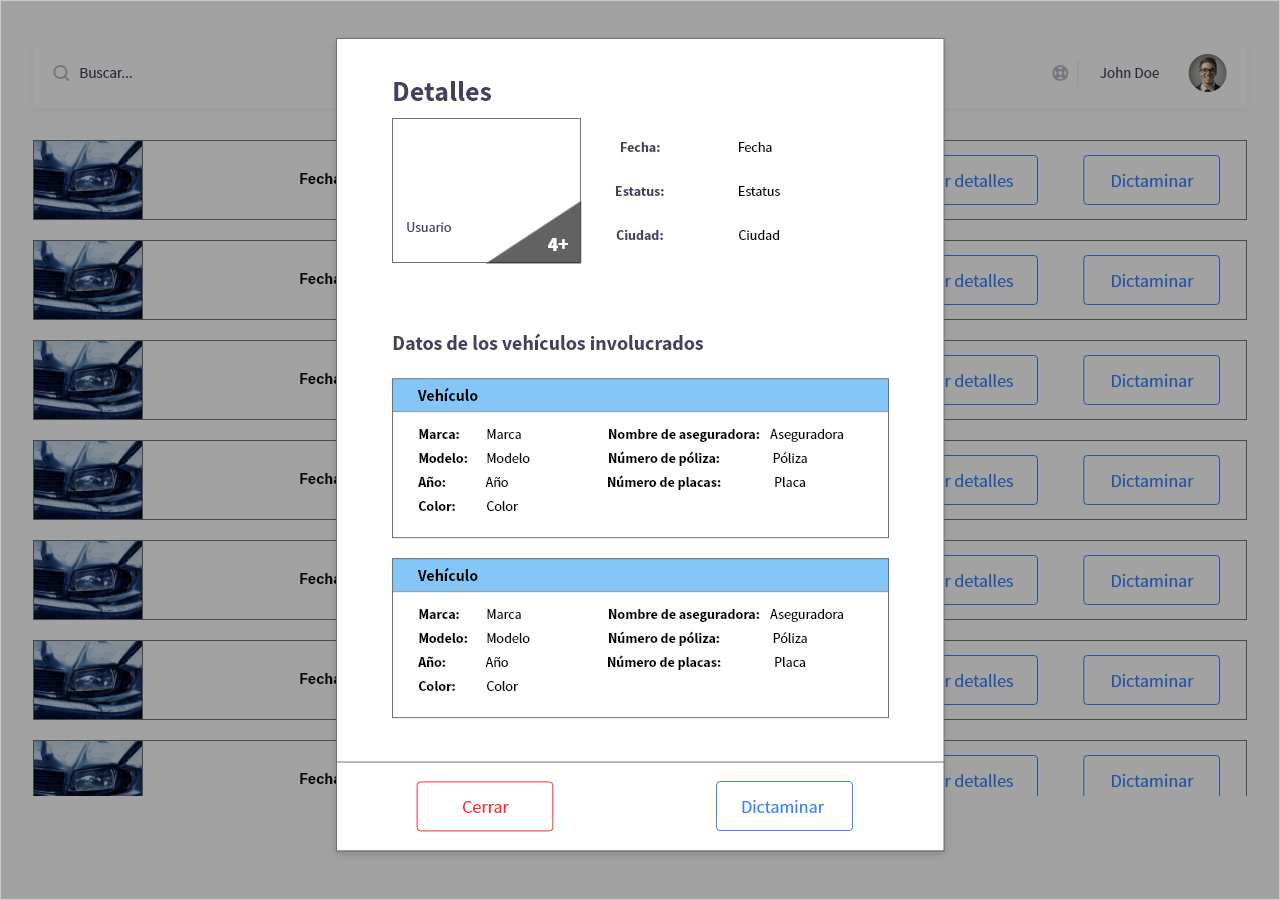 Buscar...
John Doe
Detalles
Usuario
4+
Fecha: Fecha
Estatus: Estatus
Ciudad: Ciudad
Datos de los vehículos involucrados
Vehículo
Marca: Marca Nombre de aseguradora: Aseguradora
Modelo: Modelo Número de póliza: Póliza
Año: Año Número de placas: Placa
Color: Color
Vehículo
Marca: Marca Nombre de aseguradora: Aseguradora
Modelo: Modelo Número de póliza: Póliza
Año: Año Número de placas: Placa
Color: Color
Cerrar Dictaminar
Fecha r detalles Dictaminar
Fecha r detalles Dictaminar
Fecha r detalles Dictaminar
Fecha r detalles Dictaminar
Fecha r detalles Dictaminar
Fecha r detalles Dictaminar
Fecha r detalles Dictaminar